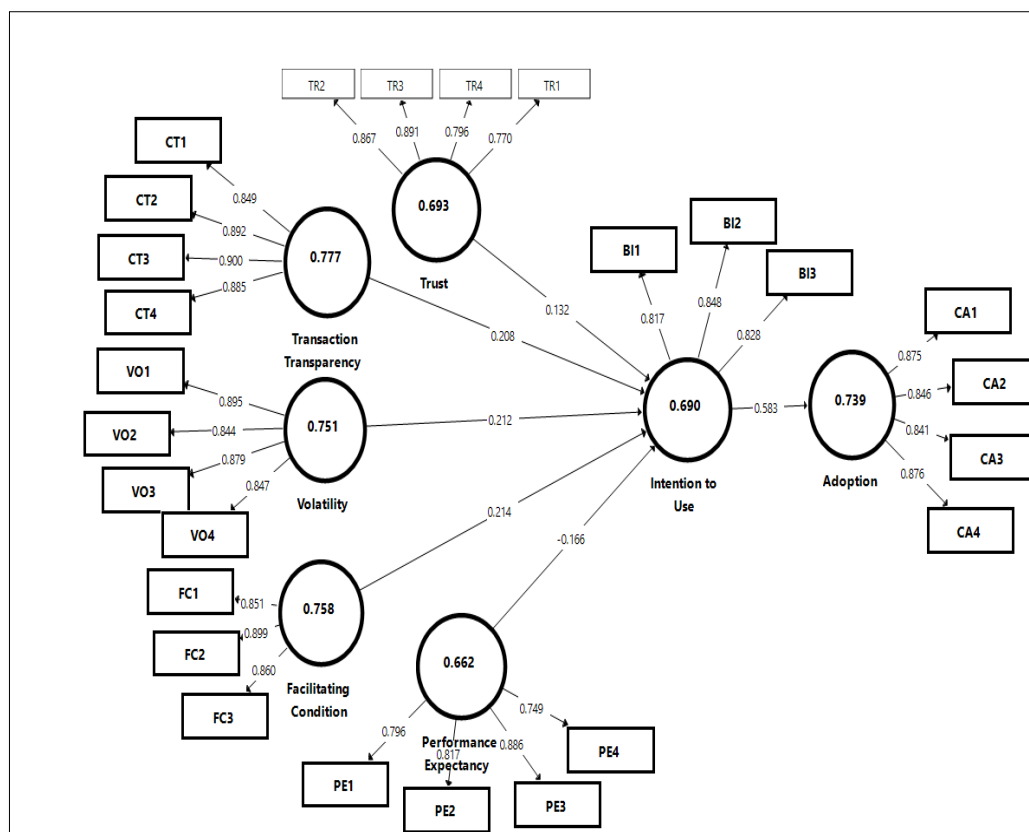 TR2
TR3
TR4
TR1
0.867
0.891
0.796
0.770
CT1
CT2
CT3
CT4
0.849
0.892
0.900
0.885
0.777
Transaction
Transparency
0.693
Trust
0.132
0.208
VO1
VO2
VO3
VO4
0.895
0.844
0.879
0.847
0.751
Volatility
0.212
BI1
BI2
BI3
0.817
0.848
0.828
0.690
Intention to
Use
0.583
0.739
Adoption
CA1
CA2
CA3
CA4
0.875
0.846
0.841
0.876
FC1
FC2
FC3
0.851
0.899
0.860
0.758
Facilitating
Condition
0.214
-0.166
0.662
Performance
Expectancy
0.796
0.817
0.886
0.749
PE1
PE2
PE3
PE4